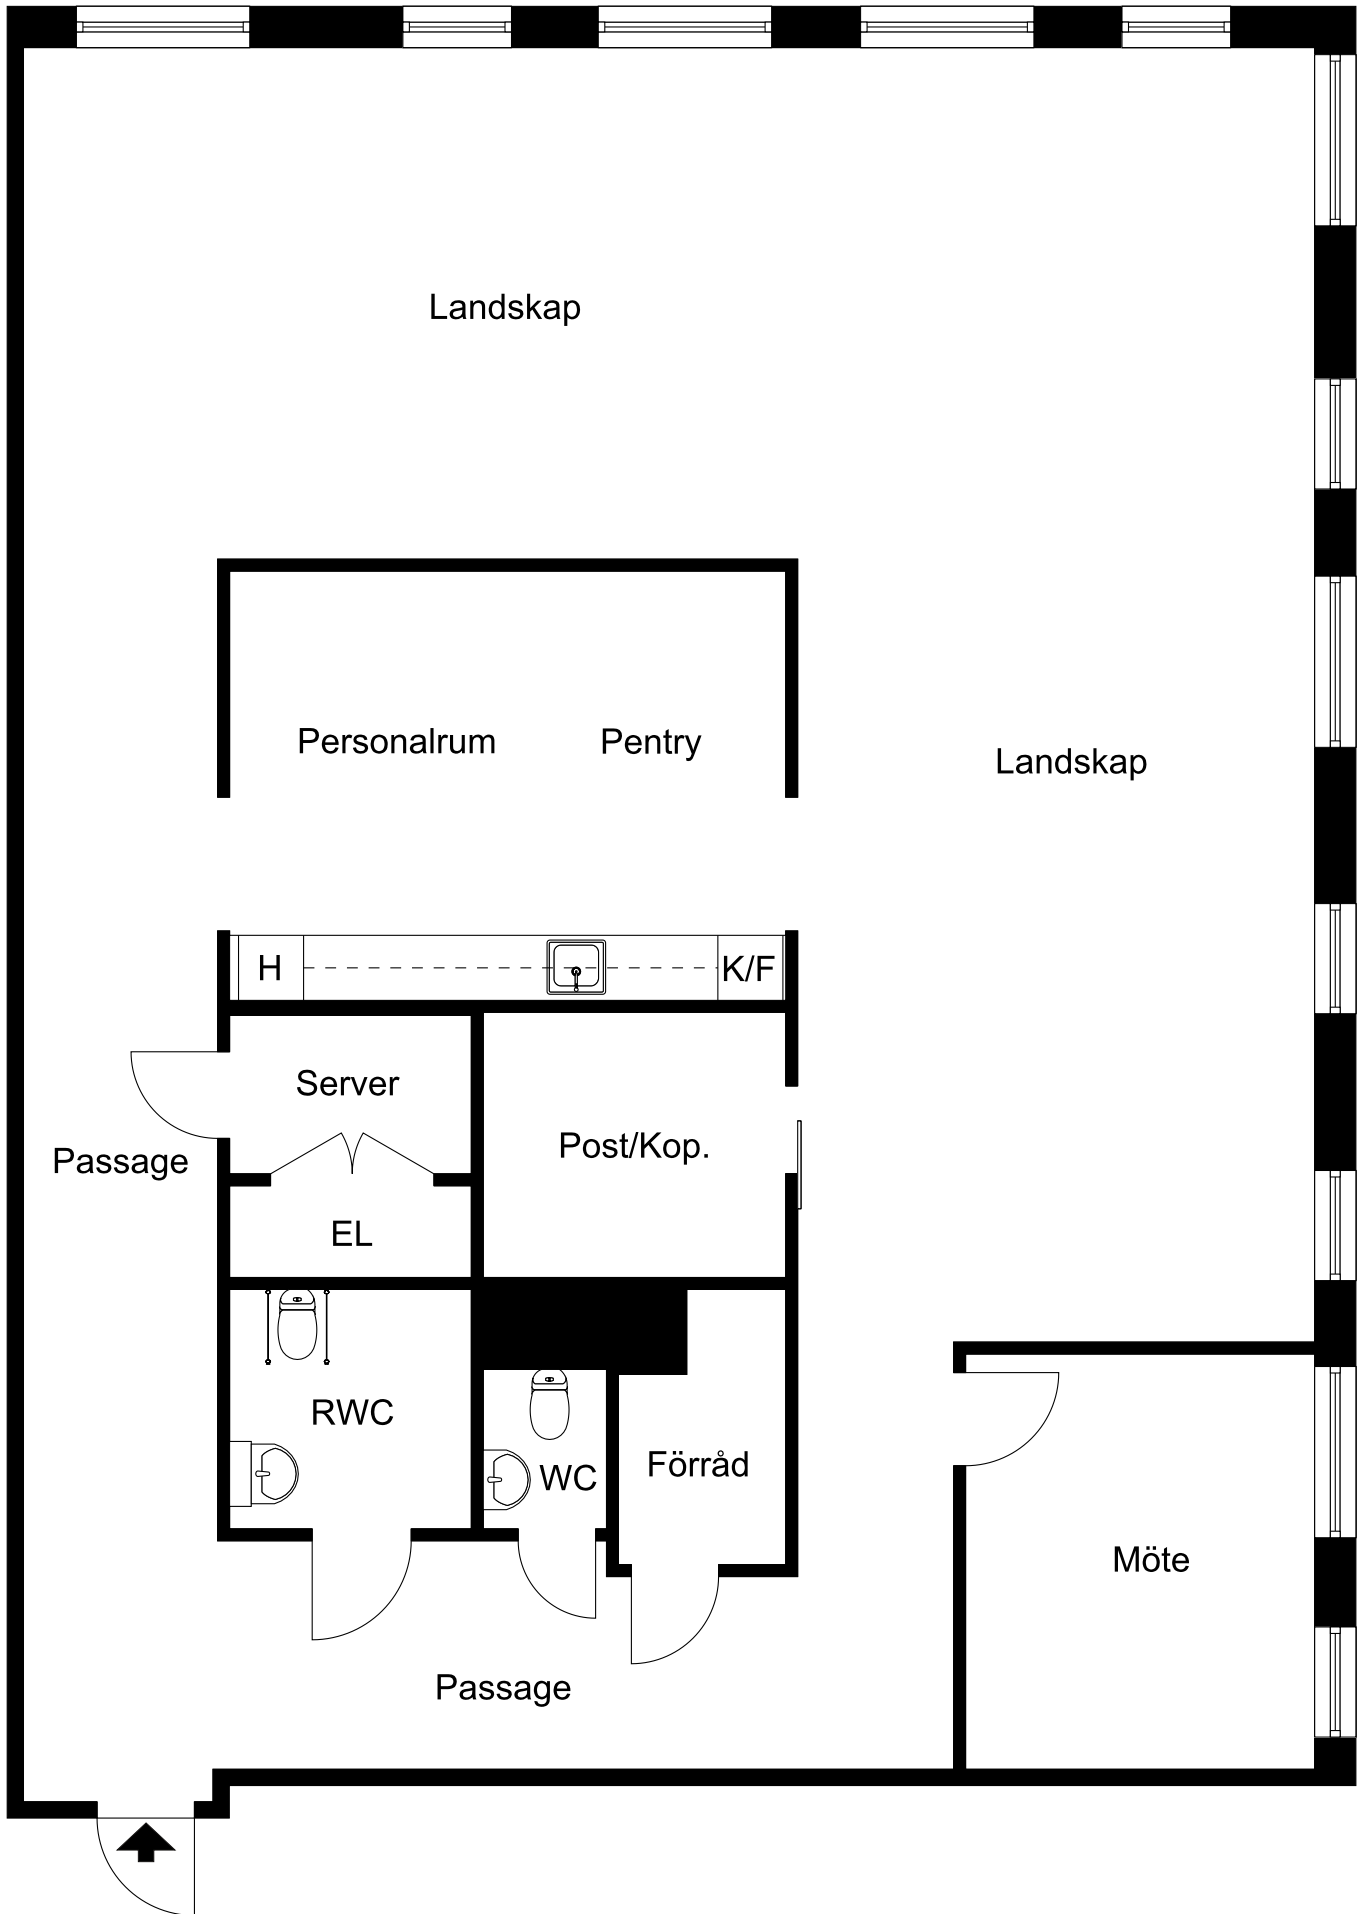 Landskap
Personalrum
Pentry
Landskap
H
K/F
Server
Post/Kop.
Passage
EL
RWC
WC
Förråd
Möte
Passage